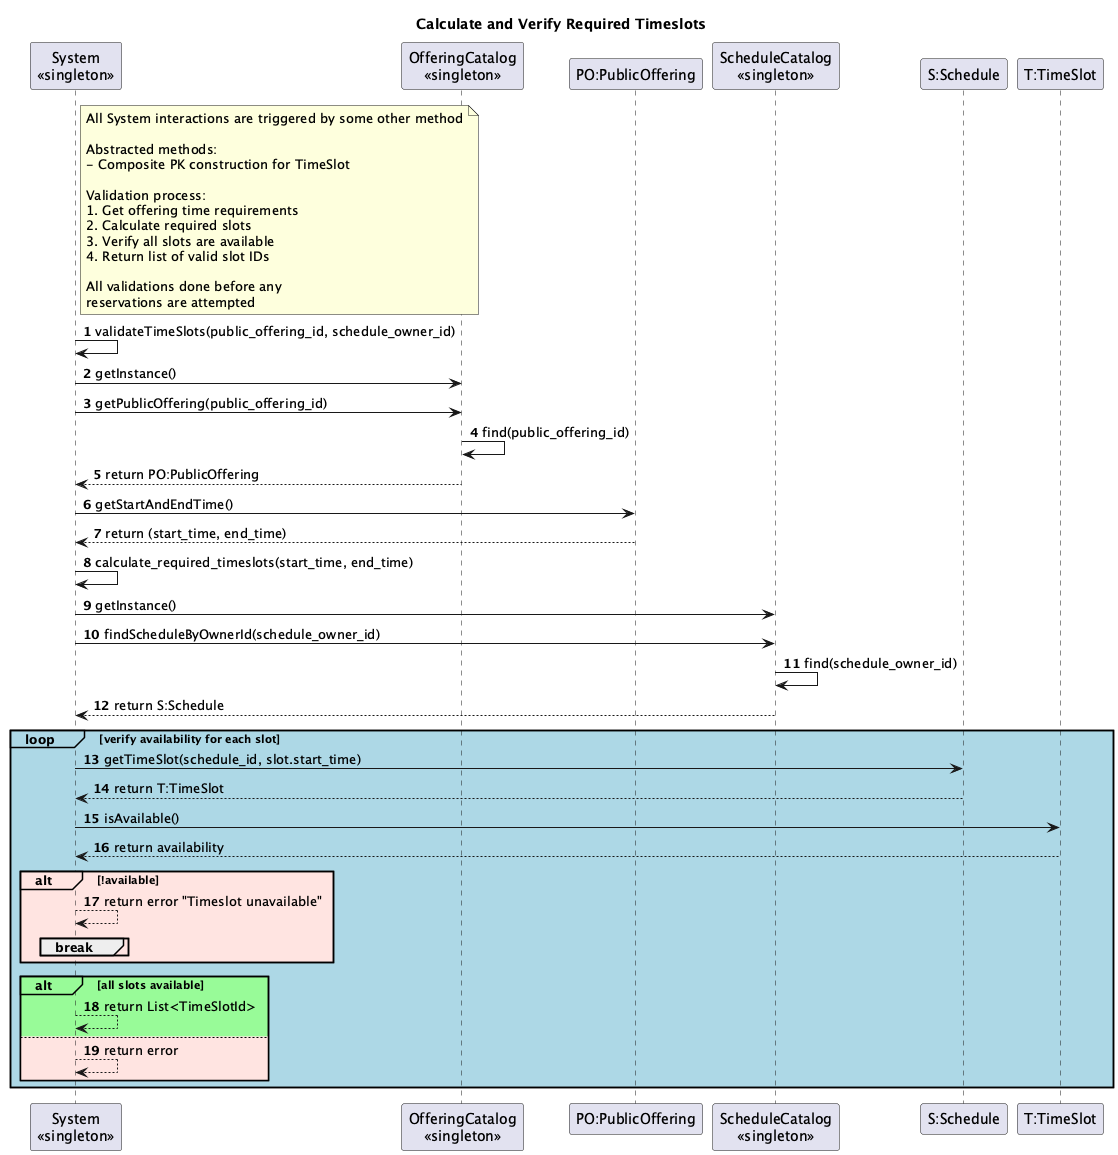 Calculate and Verify Required Timeslots
System
«singleton»
OfferingCatalog
«singleton»
PO:PublicOffering
ScheduleCatalog
«singleton»
S:Schedule
T:TimeSlot
All System interactions are triggered by some other method
Abstracted methods:
- Composite PK construction for TimeSlot
Validation process:
1. Get offering time requirements
2. Calculate required slots
3. Verify all slots are available
4. Return list of valid slot IDs
All validations done before any
reservations are attempted
1 validateTimeSlots(public_offering_id, schedule_owner_id)
2 getInstance()
3 getPublicOffering(public_offering_id)
4 find(public_offering_id)
5 return PO:PublicOffering
6 getStartAndEndTime()
7 return (start_time, end_time)
8 calculate_required_timeslots(start_time, end_time)
9 getInstance()
10 findScheduleByOwnerId(schedule_owner_id)
11 find(schedule_owner_id)
12 return S:Schedule
loop [verify availability for each slot]
13 getTimeSlot(schedule_id, slot.start_time)
14 return T:TimeSlot
15 isAvailable()
16 return availability
alt [!available]
17 return error "Timeslot unavailable"
break
alt [all slots available]
18 return List<TimeSlotId>
19 return error
System
«singleton»
OfferingCatalog
«singleton»
PO:PublicOffering
ScheduleCatalog
«singleton»
S:Schedule
T:TimeSlot